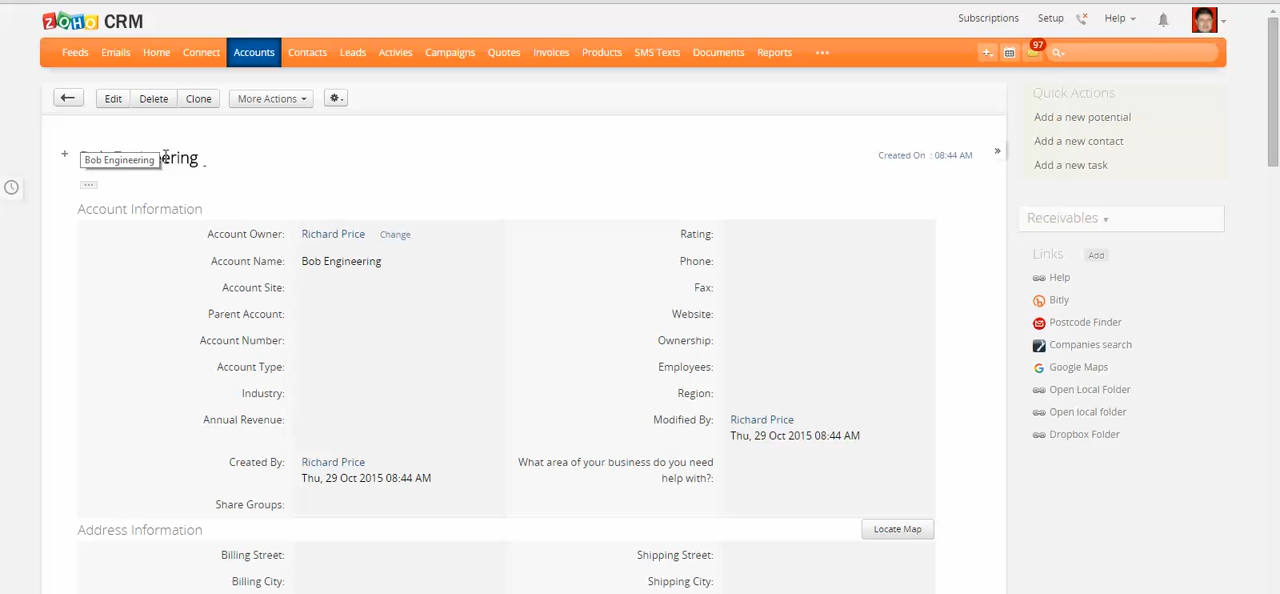 ZOHO CRM
Subscriptions Setup Help
Feeds Emails Home Connect Accounts Contacts Leads Activies Campaigns Quotes Invoices Products SMS Texts Documents Reports ••• 97
Edit Delete Clone More Actions
Bob Engineering
Created On : 08:44 AM
Account Information
Account Owner: Richard Price Change Rating:
Account Name: Bob Engineering Phone:
Account Site: Fax:
Parent Account: Website:
Account Number: Ownership:
Account Type: Employees:
Industry: Region:
Annual Revenue: Modified By: Richard Price
Thu, 29 Oct 2015 08:44 AM
Created By: Richard Price What area of your business do you need
Thu, 29 Oct 2015 08:44 AM help with?:
Share Groups:
Address Information Locate Map
Billing Street: Shipping Street:
Billing City: Shipping City:
Quick Actions
Add a new potential
Add a new contact
Add a new task
Receivables
Links Add
Help
Bitly
Postcode Finder
Companies search
Google Maps
Open Local Folder
Open local folder
Dropbox Folder